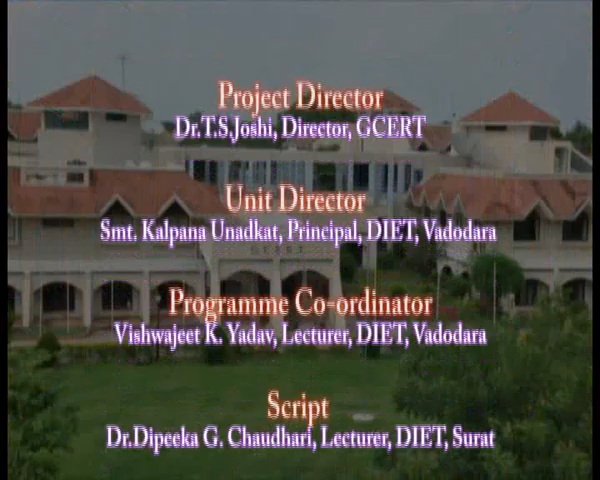 Project Director
Dr.T.S.Joshi, Director, GCERT
Unit Director
Smt. Kalpana Unadkat, Principal, DIET, Vadodara
Programme Co-ordinator
Vishwajeet K. Yadav, Lecturer, DIET, Vadodara
Script
Dr.Dipeeka G. Chaudhari, Lecturer, DIET, Surat